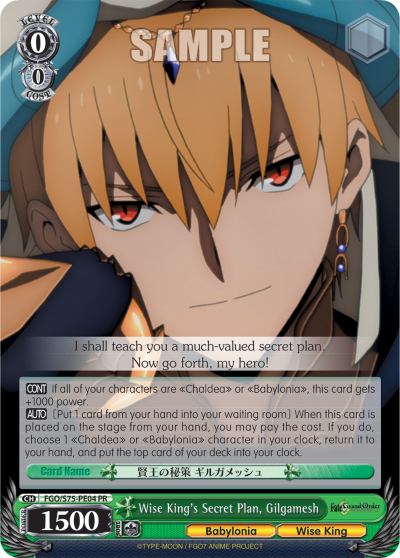 LEVEL
0
0
COST
SAMPLE
I shall teach you a much-valued secret plan.
Now go forth, my hero!
CONT If all of your characters are «Chaldea» or «Babylonia», this card gets
+1000 power.
AUTO [Put 1 card from your hand into your waiting room] When this card is
placed on the stage from your hand, you may pay the cost. If you do,
choose 1 «Chaldea» or «Babylonia» character in your clock, return it to
your hand, and put the top card of your deck into your clock.
Card Name 賢王の秘策 ギルガメッシュ
CH FGO/S75-PE04 PR
Wise King's Secret Plan, Gilgamesh
Fate/Grand Order
POWER 1500 SOUL
Babylonia Wise King
©TYPE-MOON / FGO7 ANIME PROJECT